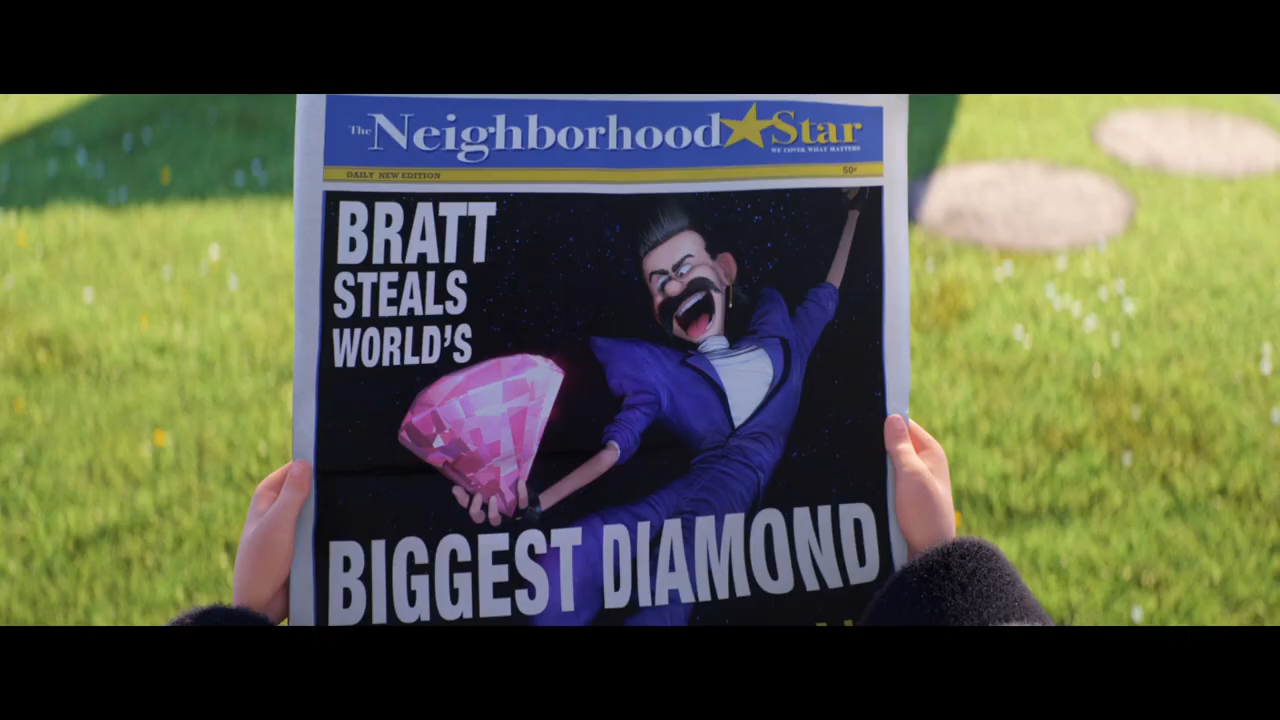 The Neighborhood Star
WE COVER WHAT MATTERS
DAILY NEW EDITION 50¢
BRATT
STEALS
WORLD'S
BIGGEST DIAMOND